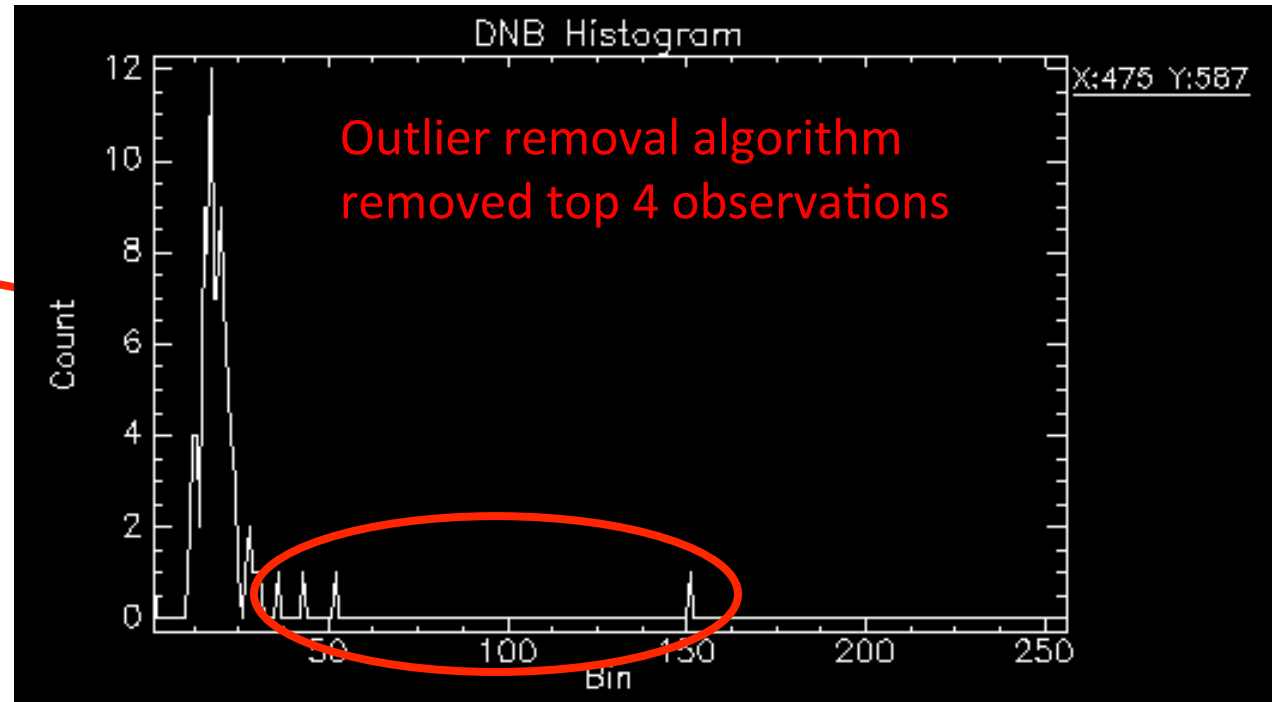 DNB Histogram
X:475 Y:587
Outlier removal algorithm
removed top 4 observations
Count
12
10
8
6
4
2
0
50
100
150
200
250
Bin